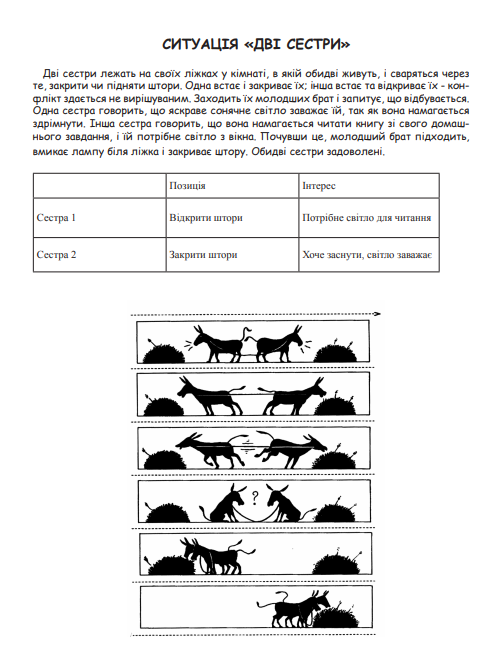 СИТУАЦІЯ «ДВІ СЕСТРИ»
Дві сестри лежать на своїх ліжках у кімнаті, в якій обидві живуть, і сваряться через
те, закрити чи підняти штори. Одна встає і закриває їх; інша встає та відкриває їх - кон-
флікт здається не вирішуваним. Заходить їх молодших брат і запитує, що відбувається.
Одна сестра говорить, що яскраве сонячне світло заважає їй, так як вона намагається
здрімнути. Інша сестра говорить, що вона намагається читати книгу зі свого домаш-
нього завдання, і їй потрібне світло з вікна. Почувши це, молодший брат підходить,
вмикає лампу біля ліжка і закриває штору. Обидві сестри задоволені.
Позиція Інтерес
Сестра 1 Відкрити штори Потрібне світло для читання
Сестра 2 Закрити штори Хоче заснути, світло заважає
?